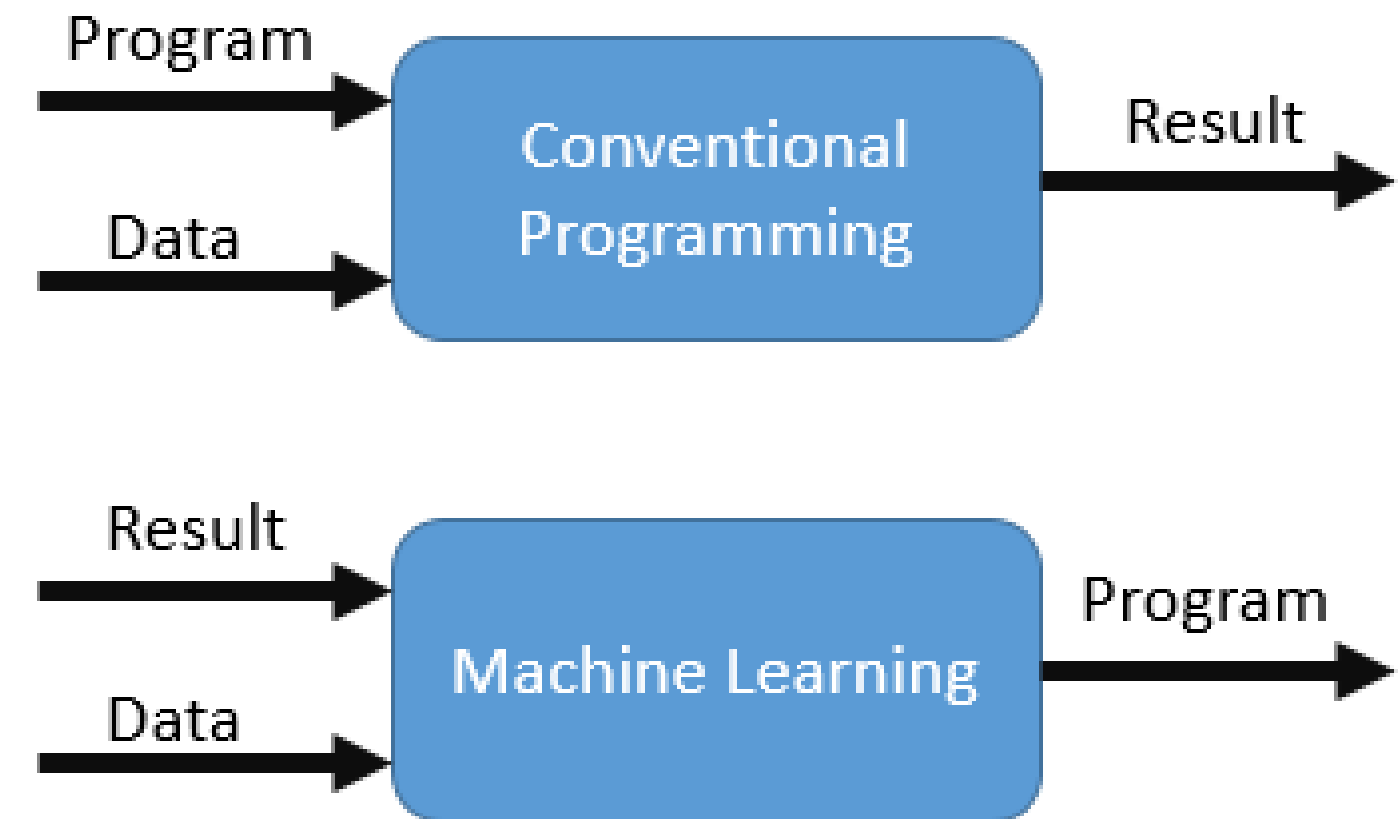 Program
Data
Conventional
Programming
Result
Result
Data
Machine Learning
Program